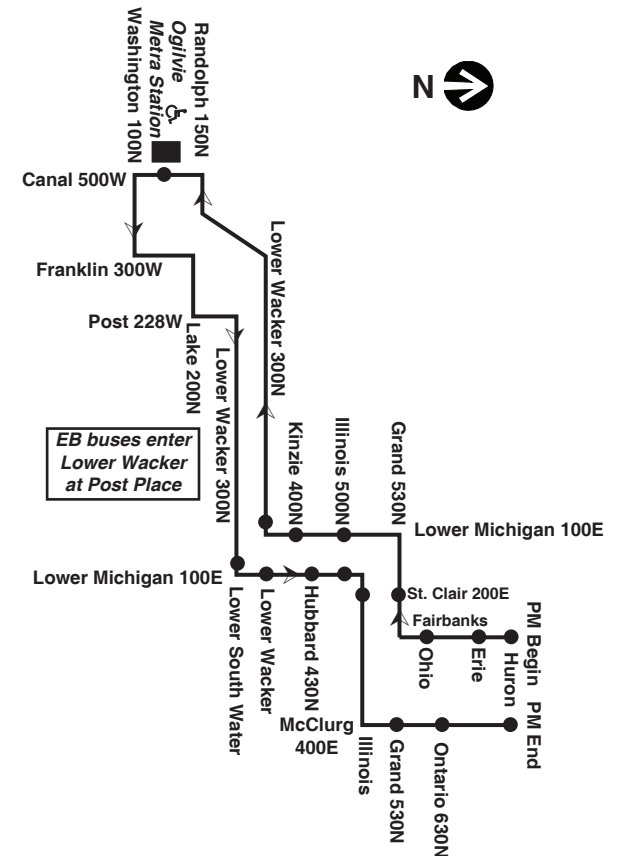 Washington 100N
Ogilvie
Metra Station
Randolph 150N
N
Canal 500W
Franklin 300W
Post 228W
Lake 200N
Lower Wacker 300N
Lower Wacker 300N
EB buses enter
Lower Wacker
at Post Place
Kinzie 400N
Illinois 500N
Grand 530N
Lower Michigan 100E
Lower Michigan 100E
St. Clair 200E
Fairbanks
Lower South Water
Lower Wacker
Hubbard 430N
Ohio
Erie
Huron
PM Begin
PM End
McClurg
400E
Illinois
Grand 530N
Ontario 630N